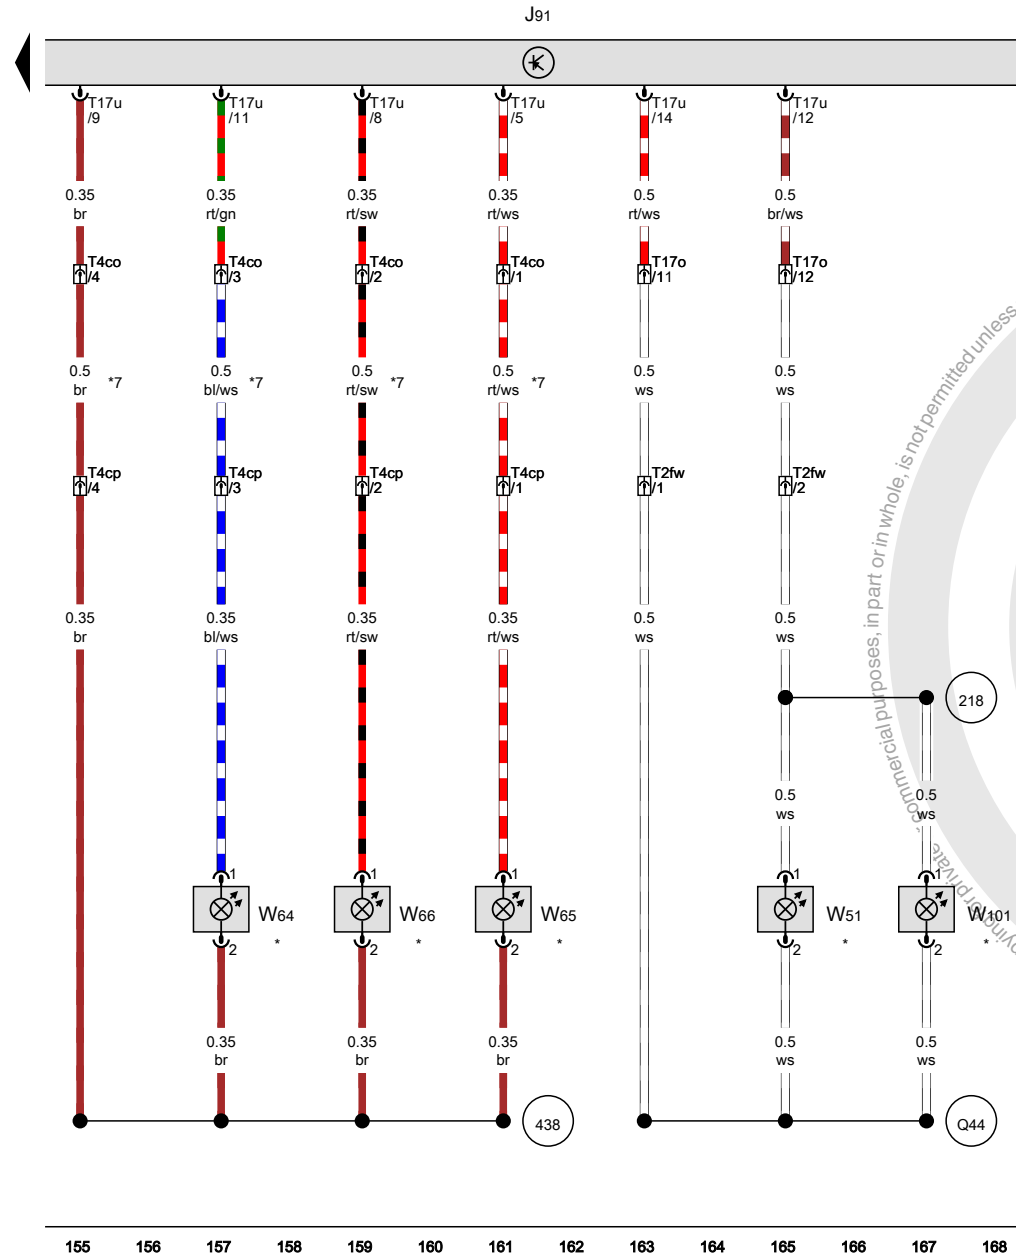 J91
T17u
/9
T17u
/11
T17u
/8
T17u
/5
T17u
/14
T17u
/12
0.35
br
0.35
rt/gn
0.35
rt/sw
0.35
rt/ws
0.5
rt/ws
0.5
br/ws
T4co
/4
T4co
/3
T4co
/2
T4co
/1
T17o
/11
T17o
/12
0.5
br
*7
0.5
bl/ws
*7
0.5
rt/sw
*7
0.5
rt/ws
*7
0.5
ws
0.5
ws
T4cp
/4
T4cp
/3
T4cp
/2
T4cp
/1
T2fw
/1
T2fw
/2
0.35
br
0.35
bl/ws
0.35
rt/sw
0.35
rt/ws
0.5
ws
0.5
ws
218
0.5
ws
0.5
ws
1
W64
*
2
1
W66
*
2
1
W65
*
2
1
W51
*
2
1
W101
*
2
0.35
br
0.35
br
0.35
br
0.5
ws
0.5
ws
438
Q44
155 156 157 158 159 160 161 162 163 164 165 166 167 168
pying for private "commercial purposes, in part or in whole, is not permitted unless